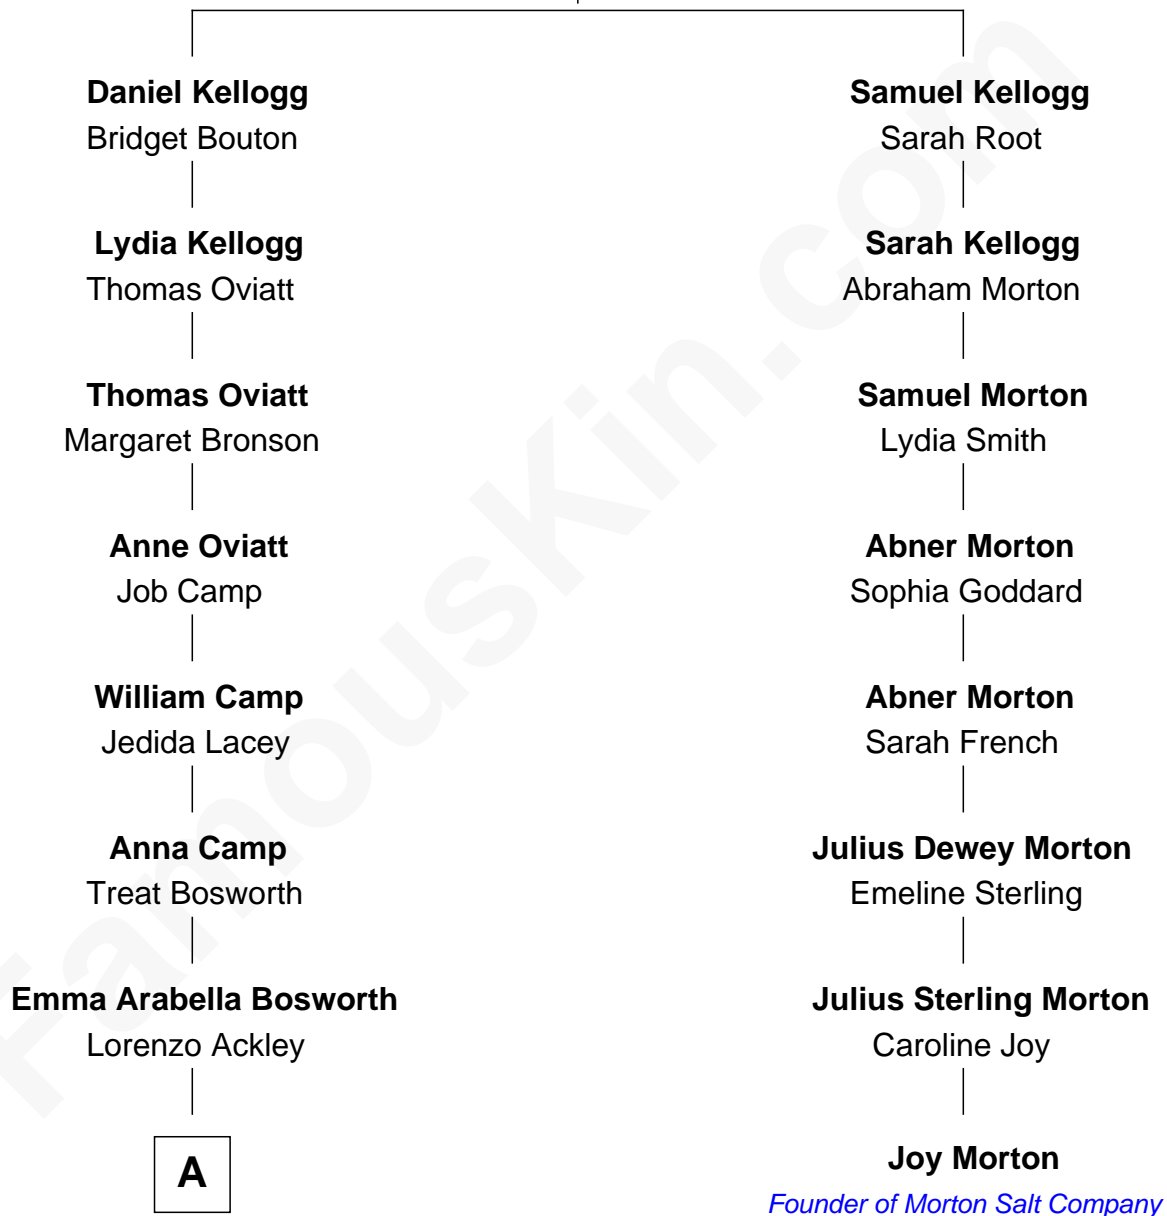 Daniel Kellogg
Bridget Bouton
Samuel Kellogg
Sarah Root
Lydia Kellogg
Thomas Oviatt
Sarah Kellogg
Abraham Morton
Thomas Oviatt
Margaret Bronson
Samuel Morton
Lydia Smith
Anne Oviatt
Job Camp
Abner Morton
Sophia Goddard
William Camp
Jedida Lacey
Abner Morton
Sarah French
Anna Camp
Treat Bosworth
Julius Dewey Morton
Emeline Sterling
Emma Arabella Bosworth
Lorenzo Ackley
Julius Sterling Morton
Caroline Joy
A
Joy Morton
Founder of Morton Salt Company
FamousKin.com